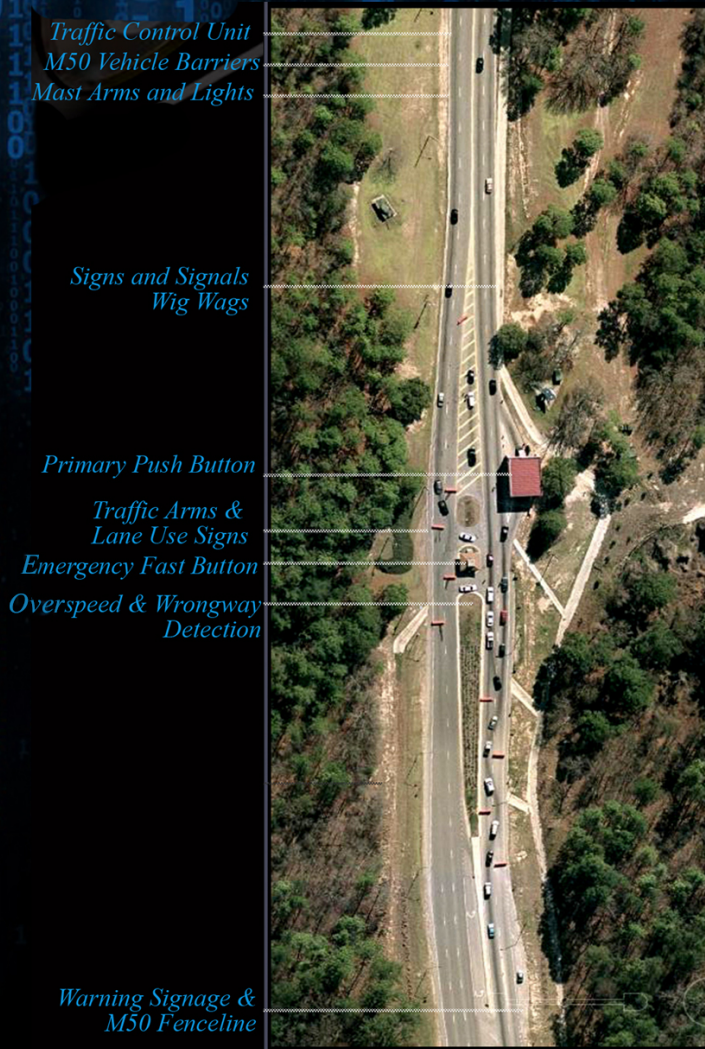 Traffic Control Unit
M50 Vehicle Barriers
Mast Arms and Lights
Signs and Signals
Wig Wags
Primary Push Button
Traffic Arms &
Lane Use Signs
Emergency Fast Button
Overspeed & Wrongway
Detection
Warning Signage &
M50 Fenceline